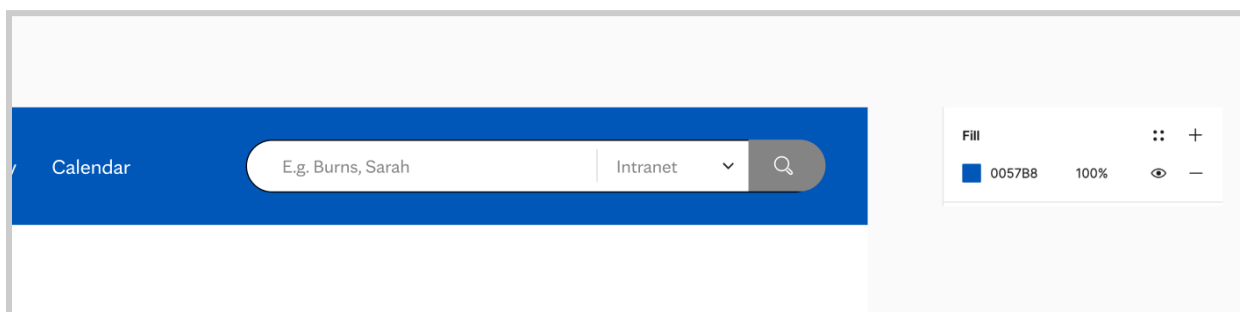 Calendar
E.g. Burns, Sarah
Intranet
Fill
0057B8 100%